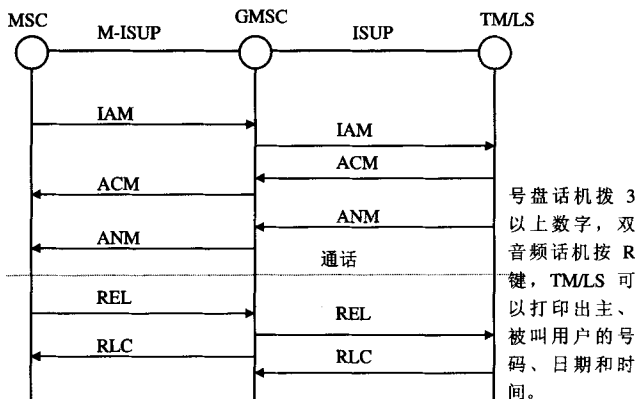 MSC GMSC TM/LS
M-ISUP ISUP
IAM
IAM
ACM
ACM
ANM
ANM
通话
REL
REL
RLC
RLC
号盘话机拨 3
以上数字，双
音频话机按 R
键，TM/LS 可
以打印出主、
被叫用户的号
码、日期和时
间。